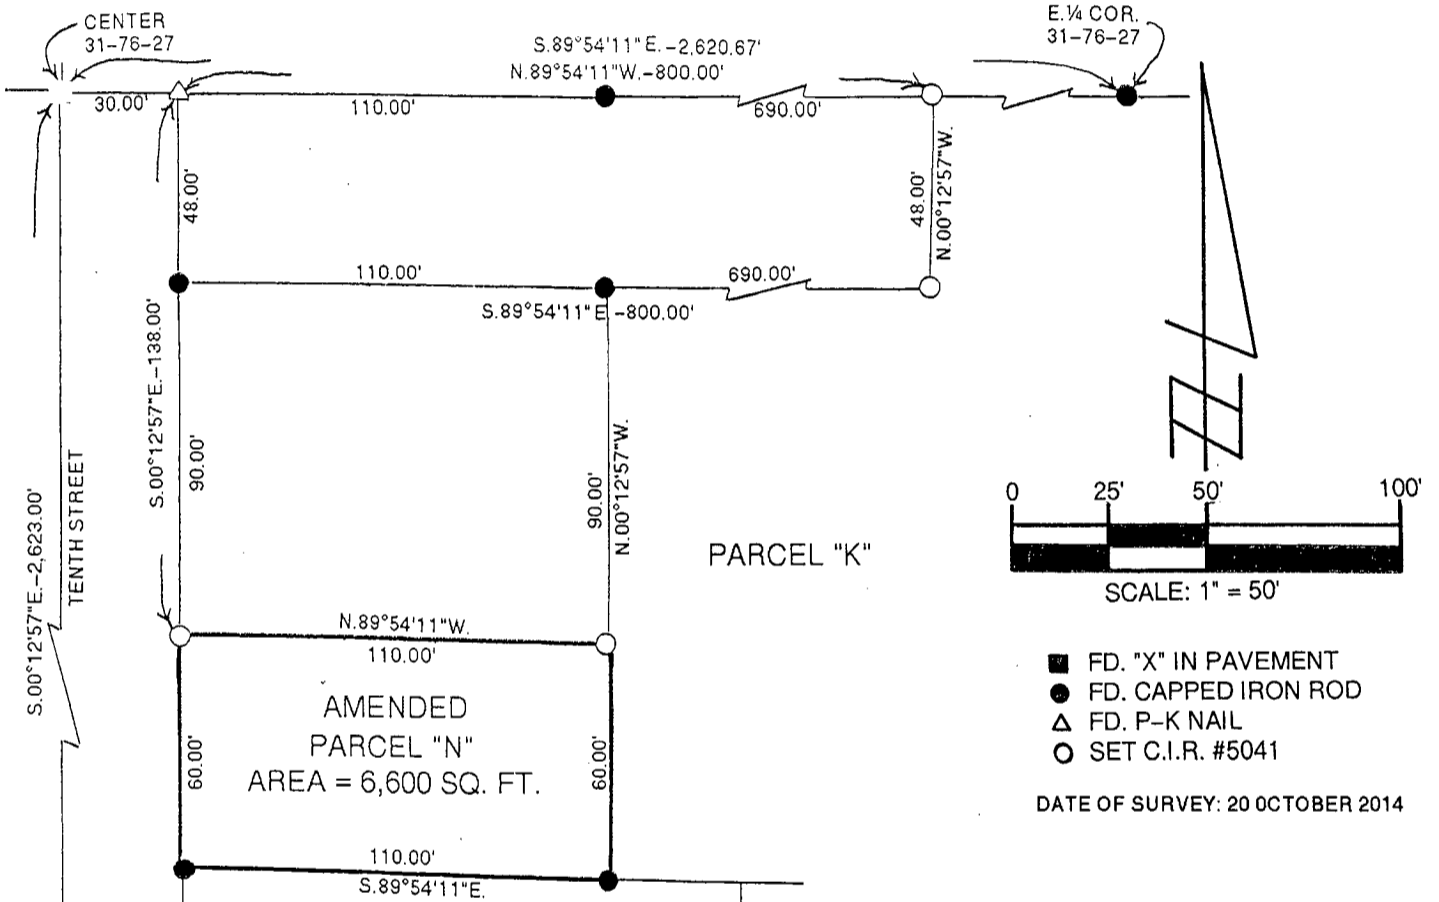 CENTER
31-76-27
E.¼ COR.
31-76-27
S.89°54'11"E.-2,620.67'
N.89°54'11"W.-800.00'
30.00'
110.00'
690.00'
48.00'
48.00'
N.00°12'57"W.
110.00'
690.00'
S.89°54'11"E.-800.00'
S.00°12'57"E.-138.00'
90.00'
90.00'
N.00°12'57"W.
PARCEL "K"
S.00°12'57"E.-2,623.00'
TENTH STREET
N.89°54'11"W.
110.00'
AMENDED
PARCEL "N"
AREA = 6,600 SQ. FT.
60.00'
60.00'
110.00'
S.89°54'11"E.
N
0 25' 50' 100'
SCALE: 1" = 50'
FD. "X" IN PAVEMENT
FD. CAPPED IRON ROD
FD. P-K NAIL
SET C.I.R. #5041
DATE OF SURVEY: 20 OCTOBER 2014